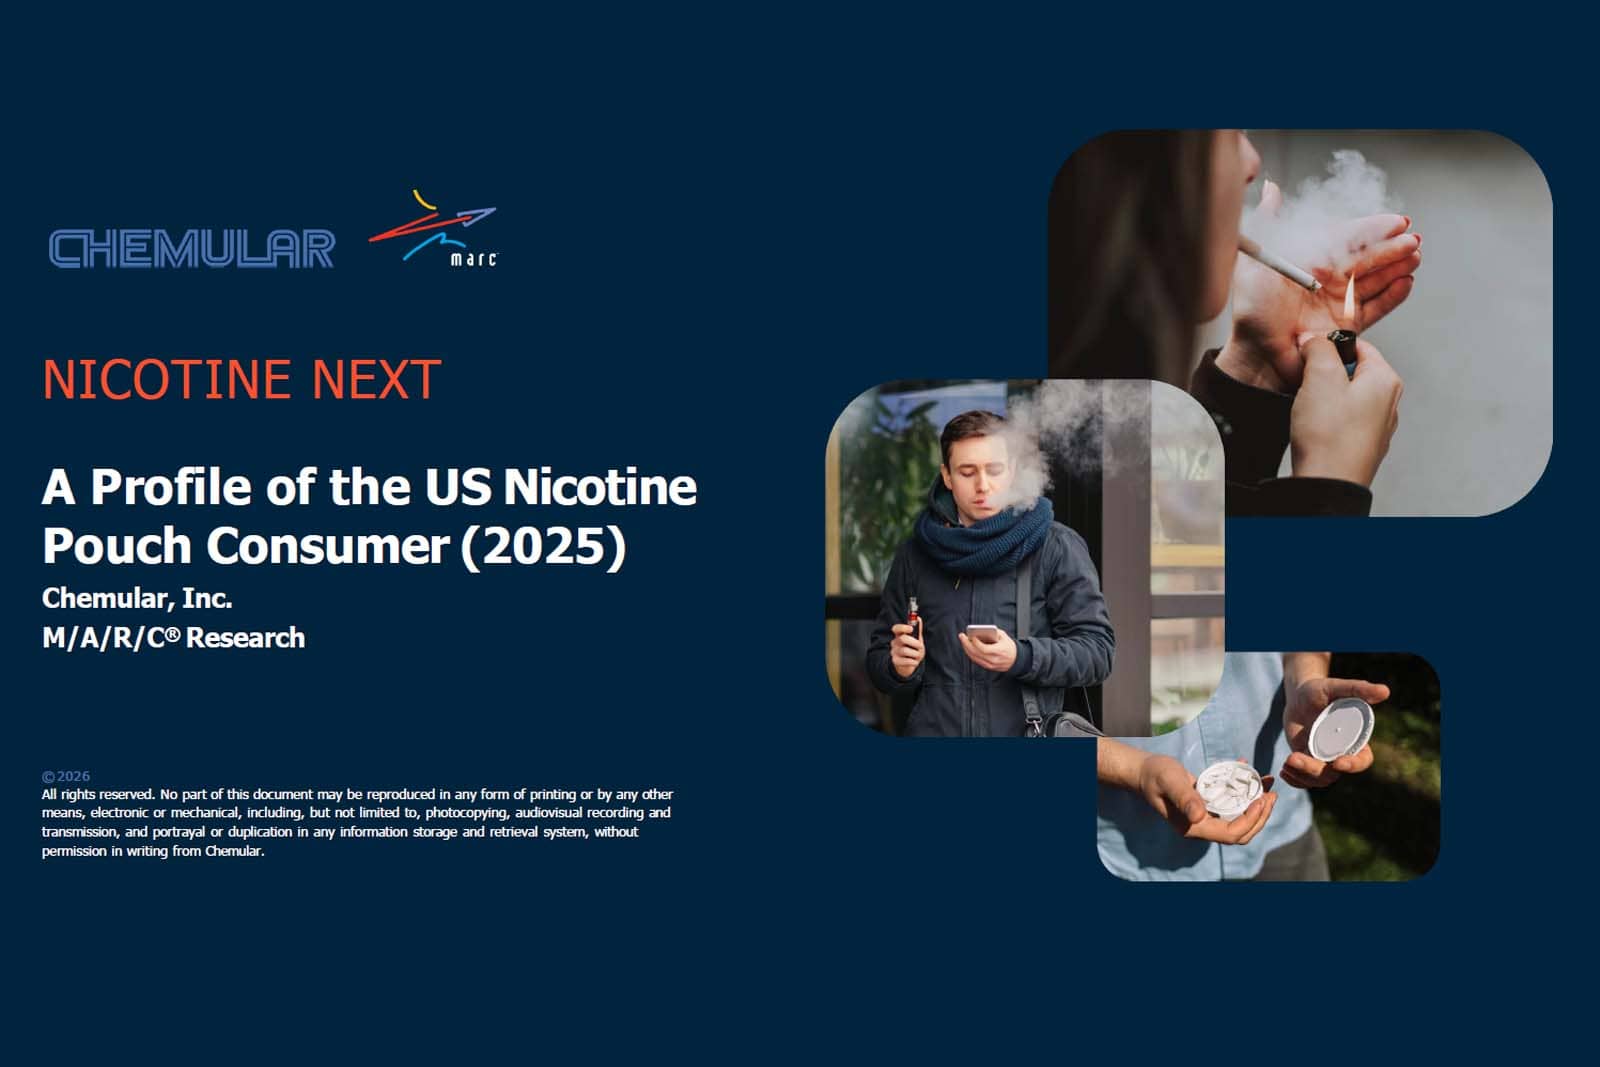 CHEMULAR
marc
NICOTINE NEXT
A Profile of the US Nicotine
Pouch Consumer (2025)
Chemular, Inc.
M/A/R/C® Research
©2026
All rights reserved. No part of this document may be reproduced in any form of printing or by any other
means, electronic or mechanical, including, but not limited to, photocopying, audiovisual recording and
transmission, and portrayal or duplication in any information storage and retrieval system, without
permission in writing from Chemular.